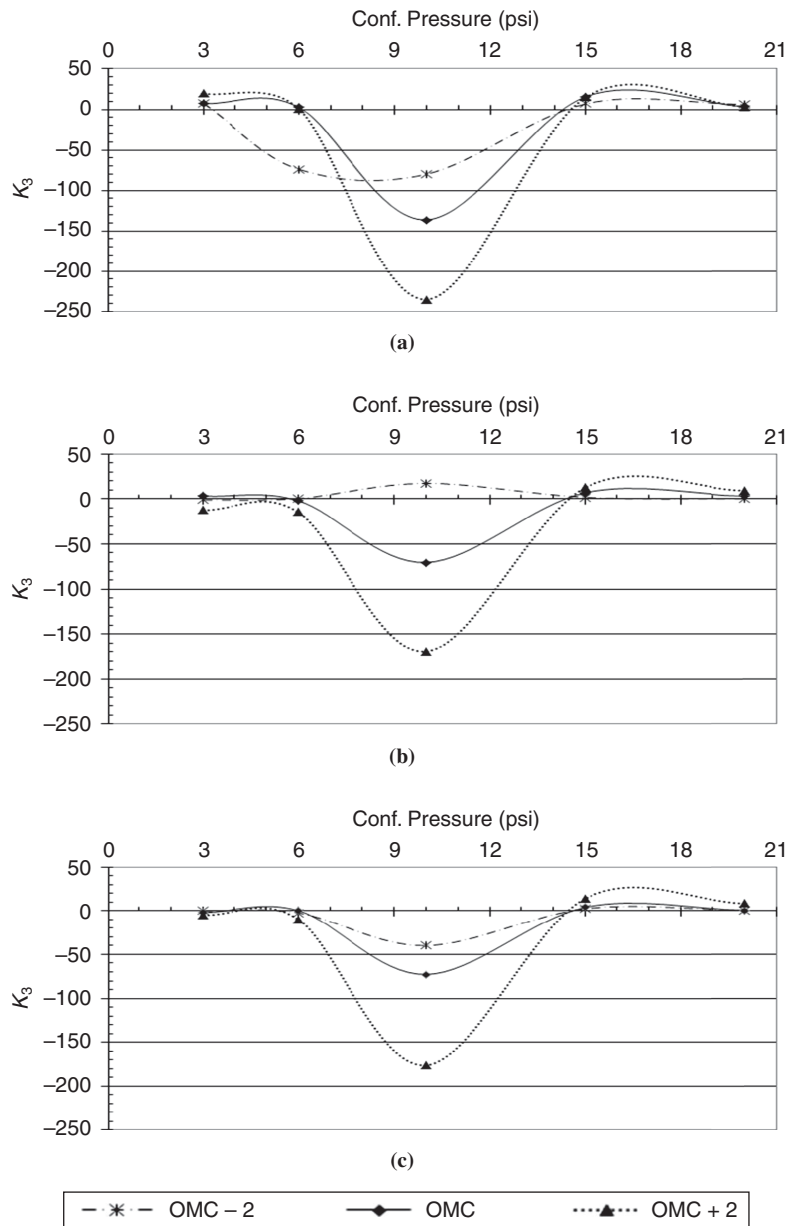 Conf. Pressure (psi)
0 3 6 9 12 15 18 21
50
0
–50
–100
–150
–200
–250
K3
(a)
Conf. Pressure (psi)
0 3 6 9 12 15 18 21
50
0
–50
–100
–150
–200
–250
K3
(b)
Conf. Pressure (psi)
0 3 6 9 12 15 18 21
50
0
–50
–100
–150
–200
–250
K3
(c)
OMC – 2 OMC OMC + 2